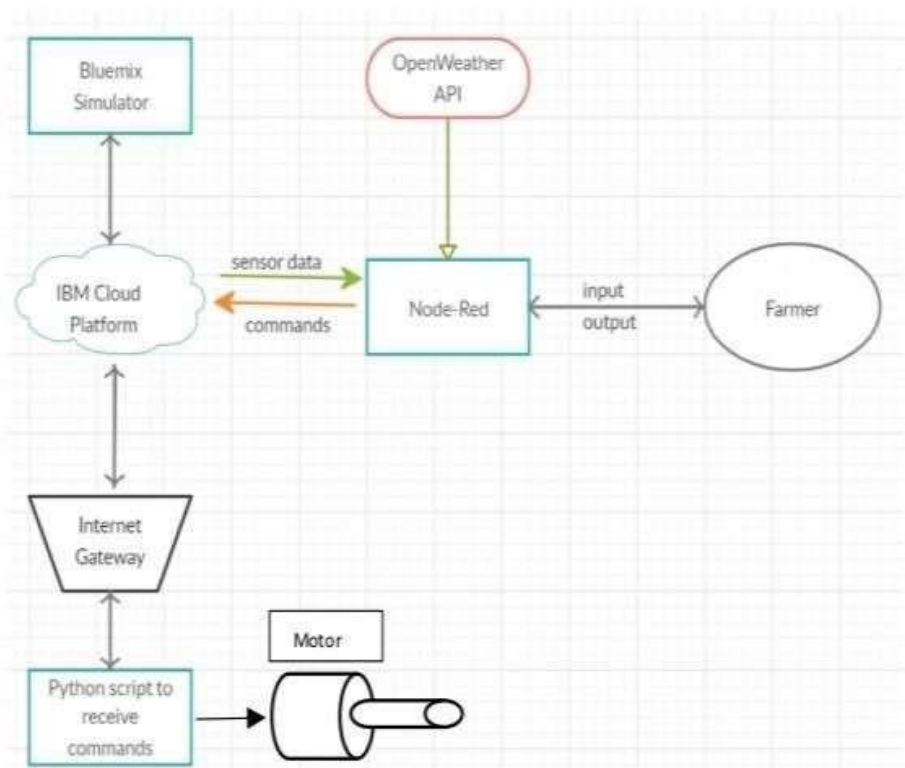 Bluemix
Simulator
OpenWeather
API
sensor data
IBM Cloud
Platform
commands
Node-Red
input
output
Farmer
Internet
Gateway
Motor
Python script to
receive
commands